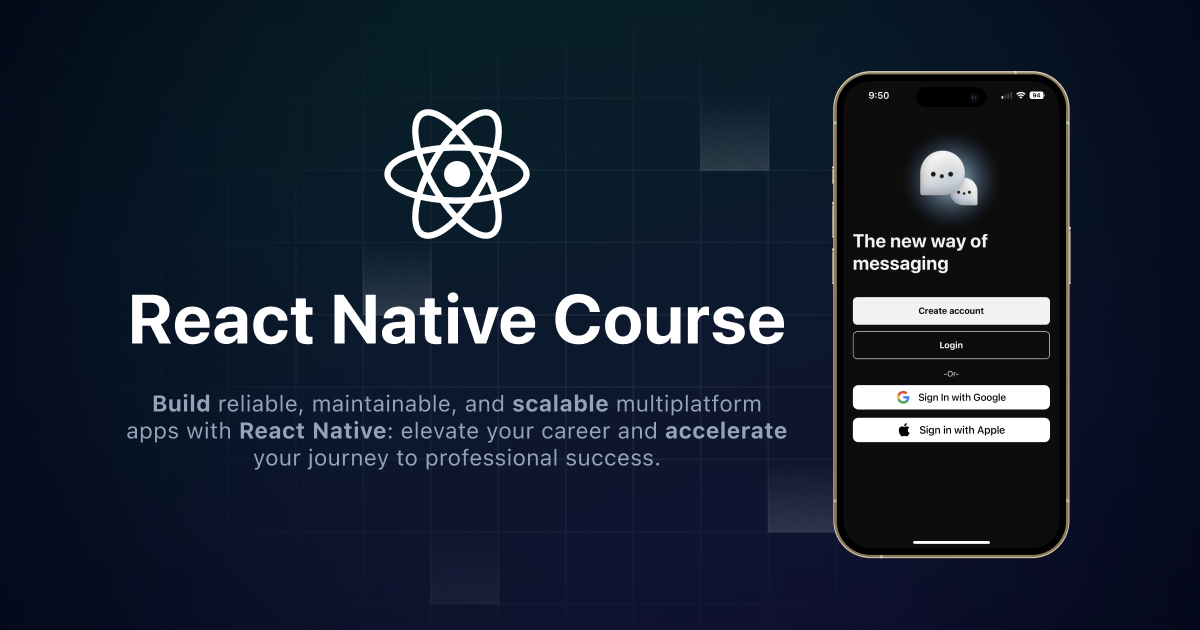 React Native Course
Build reliable, maintainable, and scalable multiplatform
apps with React Native: elevate your career and accelerate
your journey to professional success.
9:50
94
The new way of
messaging
Create account
Login
-Or-
Sign In with Google
Sign in with Apple